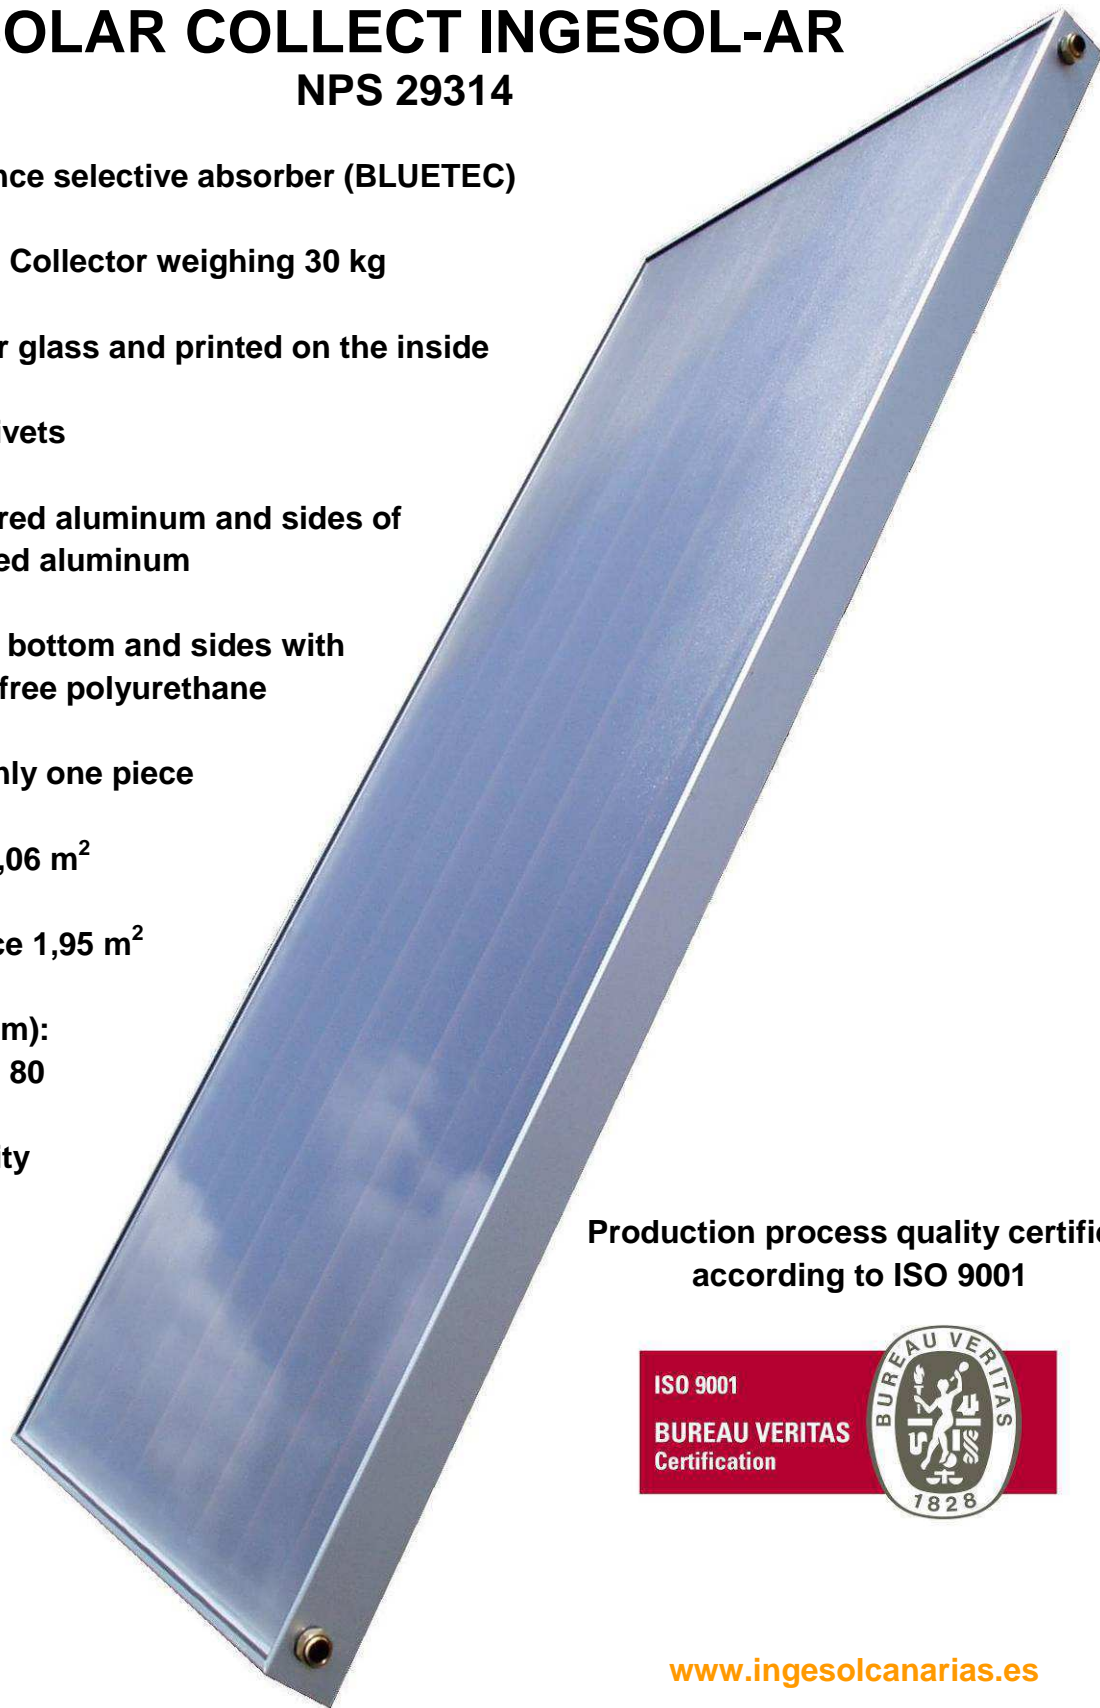 SOLAR COLLECT INGESOL-AR
NPS 29314
nce selective absorber (BLUETEC)
Collector weighing 30 kg
r glass and printed on the inside
ivets
red aluminum and sides of
ed aluminum
bottom and sides with
free polyurethane
nly one piece
,06 m²
ce 1,95 m²
m):
80
ity
Production process quality certifi
according to ISO 9001
ISO 9001
BUREAU VERITAS
Certification
BUREAU VERITAS
1828
www.ingesolcanarias.es